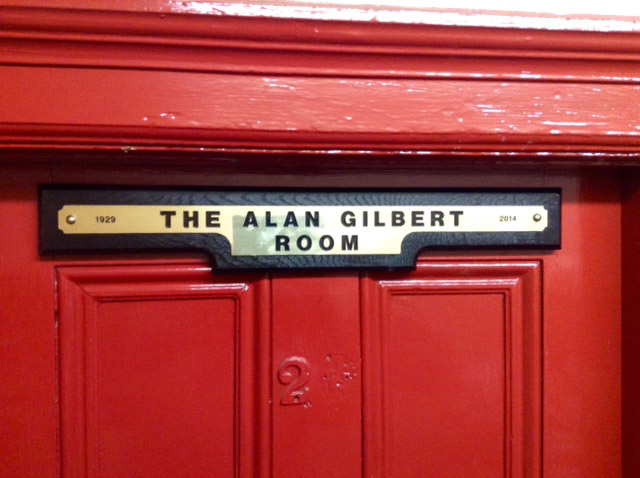 1929 THE ALAN GILBERT 2014
ROOM
2